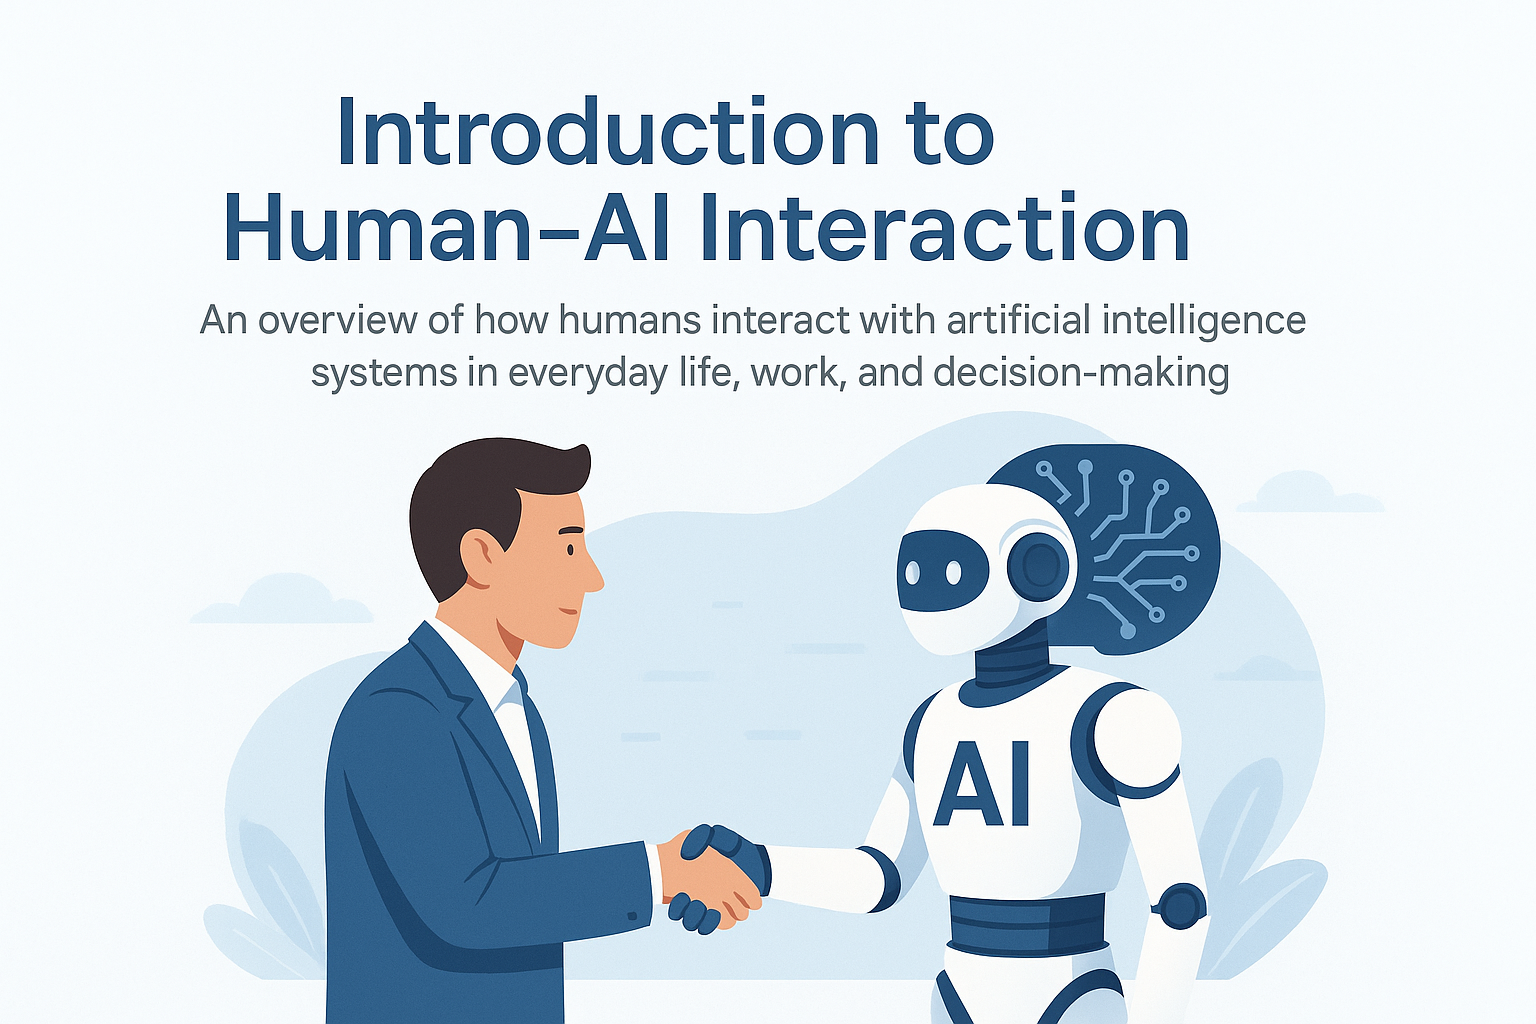 Introduction to
Human–AI Interaction
An overview of how humans interact with artificial intelligence
systems in everyday life, work, and decision-making
AI